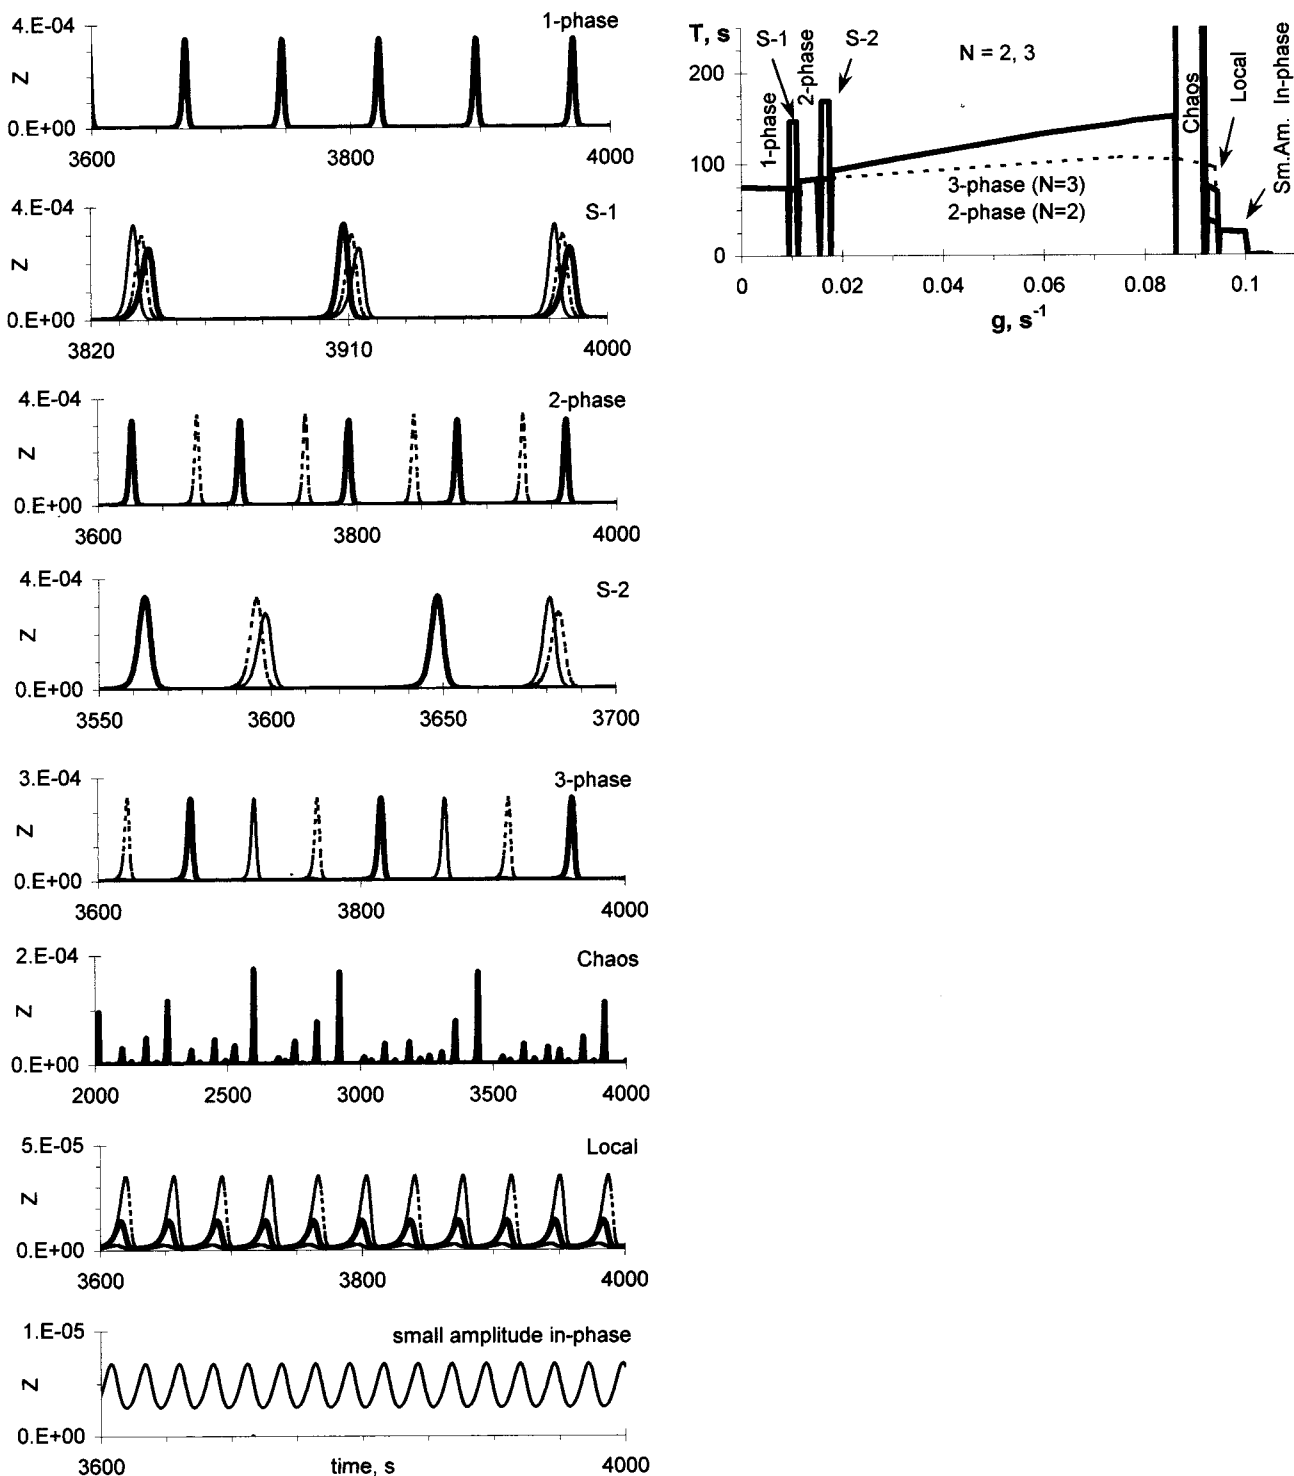 4.E-04
1-phase
Z
0.E+00
3600
3800
4000
4.E-04
S-1
Z
0.E+00
3820
3910
4000
4.E-04
2-phase
Z
0.E+00
3600
3800
4000
4.E-04
S-2
Z
0.E+00
3550
3600
3650
3700
3.E-04
3-phase
Z
0.E+00
3600
3800
4000
2.E-04
Chaos
Z
0.E+00
2000
2500
3000
3500
4000
5.E-05
Local
Z
0.E+00
3600
3800
4000
1.E-05
small amplitude in-phase
Z
0.E+00
3600
time, s
4000
T, s
S-1
2-phase
S-2
N = 2, 3
200
1-phase
Chaos
Local
Sm.Am. In-phase
100
3-phase (N=3)
2-phase (N=2)
0
0
0.02
0.04
0.06
0.08
0.1
g, s-1